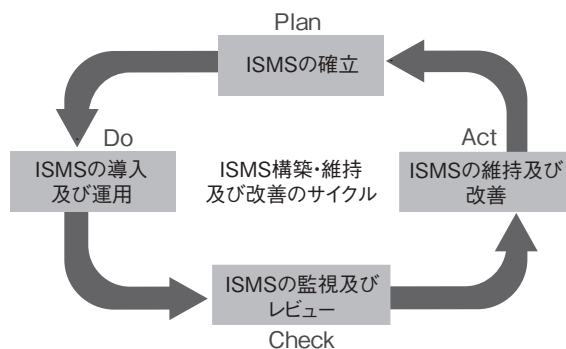 Plan
ISMSの確立
Do
ISMSの導入
及び運用
ISMS構築・維持
及び改善のサイクル
Act
ISMSの維持及び
改善
ISMSの監視及び
レビュー
Check